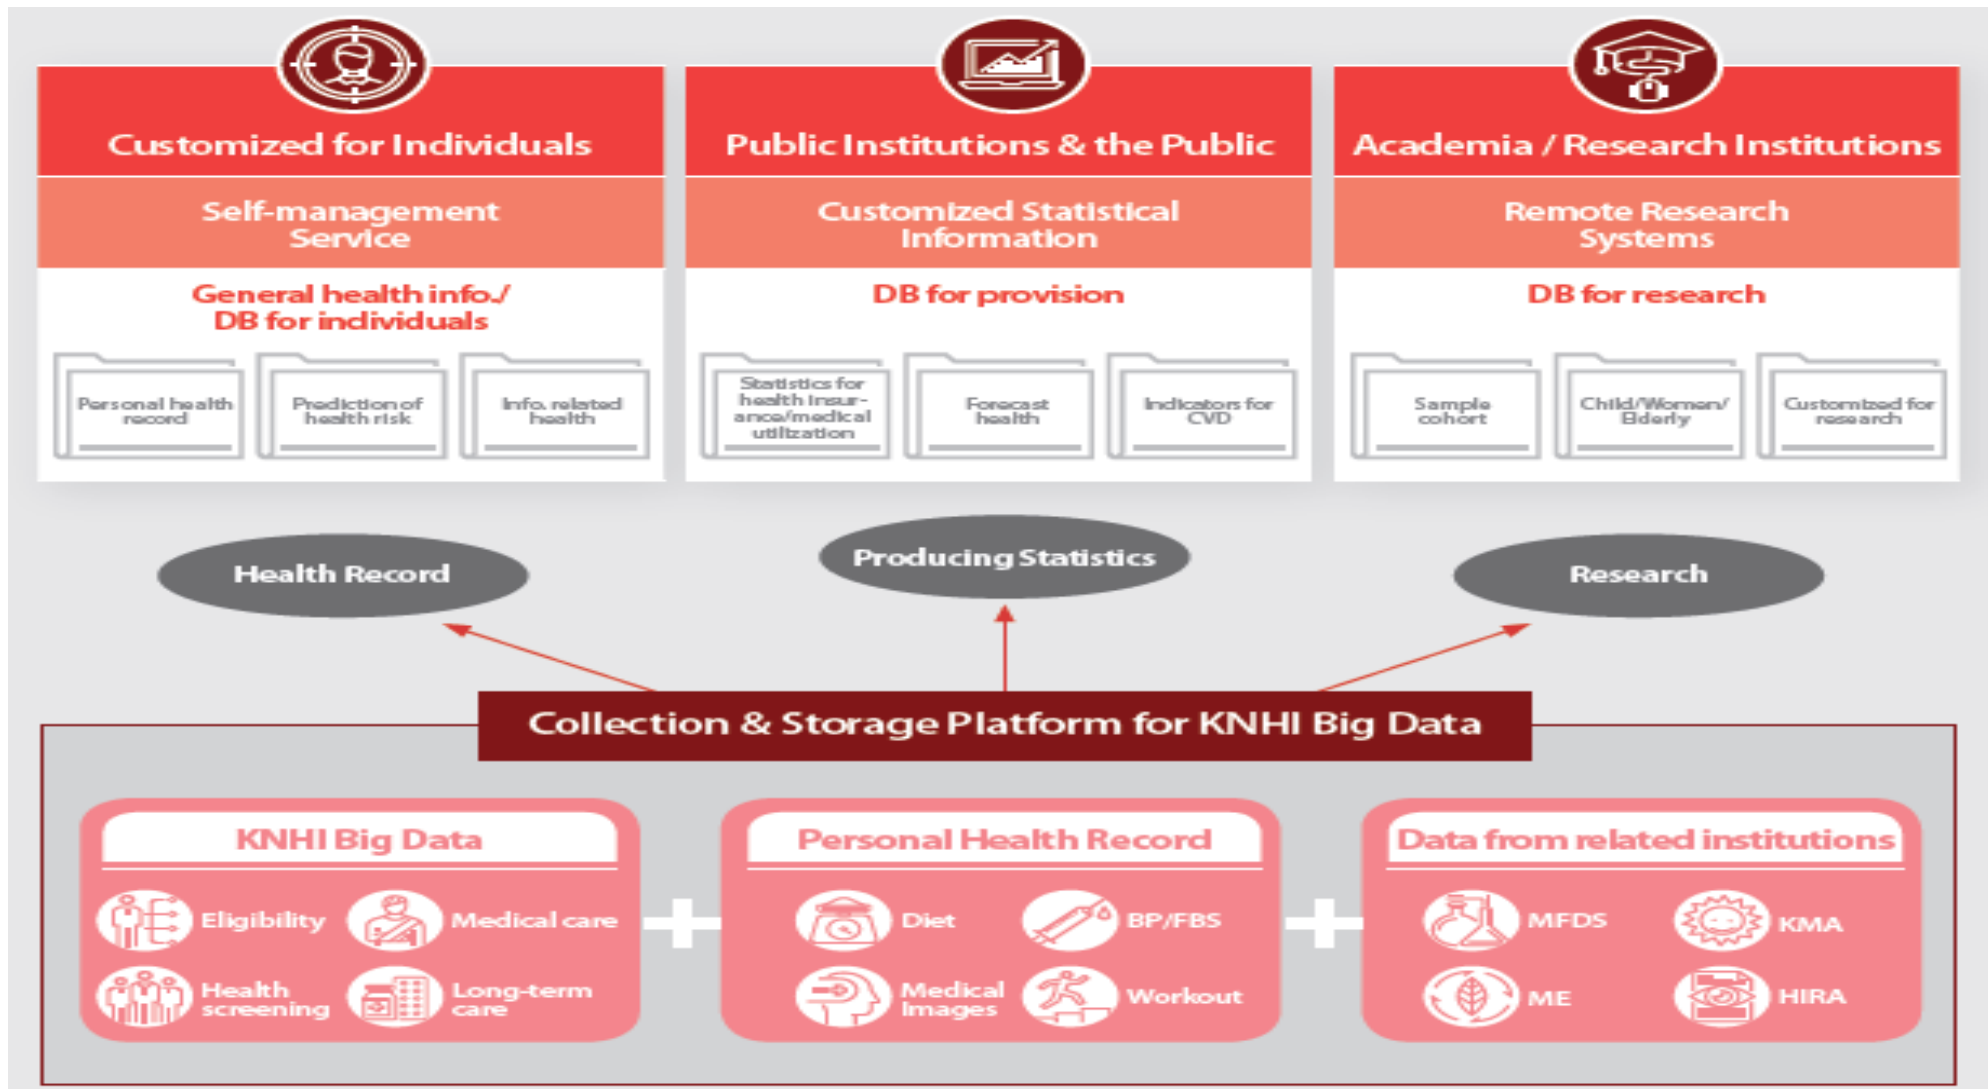 Customized for Individuals
Self-management
Service
General health info./
DB for individuals
Personal health
record
Prediction of
health risk
Info. related
health
Public Institutions & the Public
Customized Statistical
Information
DB for provision
Statistics for
health insur-
ance/medical
utilization
Forecast
health
Indicators for
CVD
Academia / Research Institutions
Remote Research
Systems
DB for research
Sample
cohort
Child/Women/
Elderly
Customized for
research
Health Record
Producing Statistics
Research
Collection & Storage Platform for KNHI Big Data
KNHI Big Data
Eligibility
Medical care
Health
screening
Long-term
care
Personal Health Record
Diet
BP/FBS
Medical
Images
Workout
Data from related institutions
MFDS
KMA
ME
HIRA